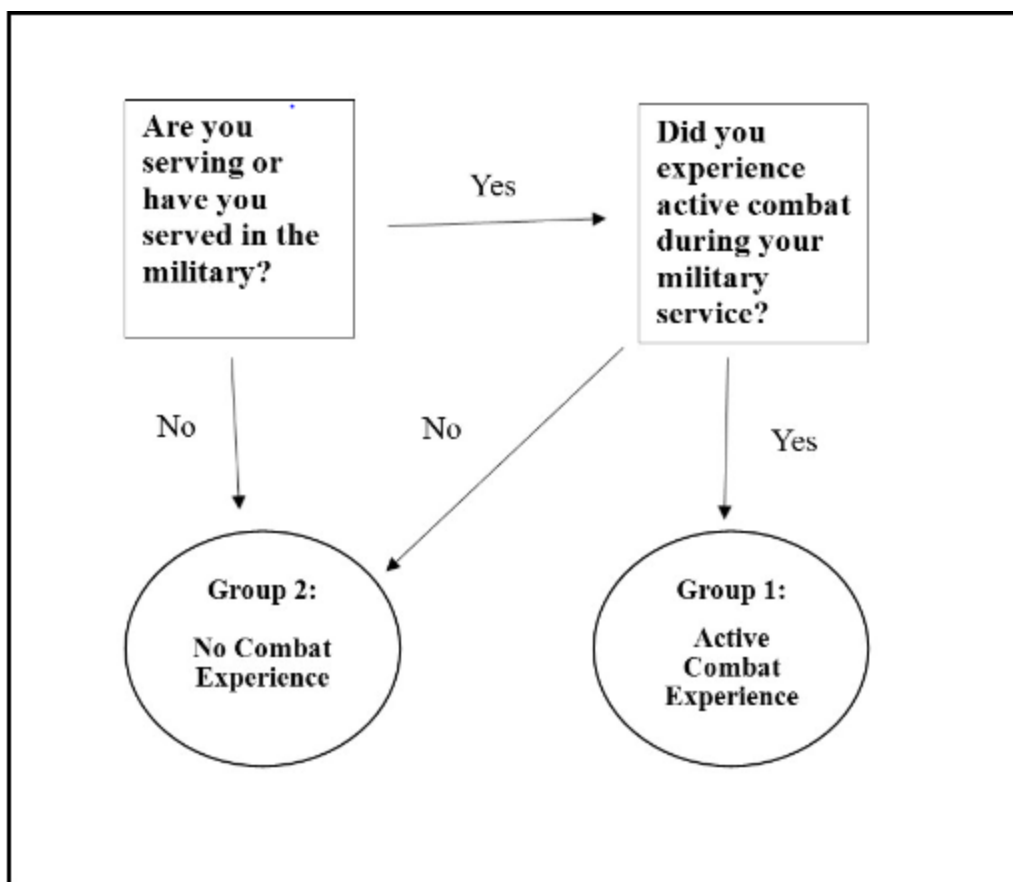 Are you
serving or
have you
served in the
military?
Yes
Did you
experience
active combat
during your
military
service?
No
No
Yes
Group 2:
No Combat
Experience
Group 1:
Active
Combat
Experience